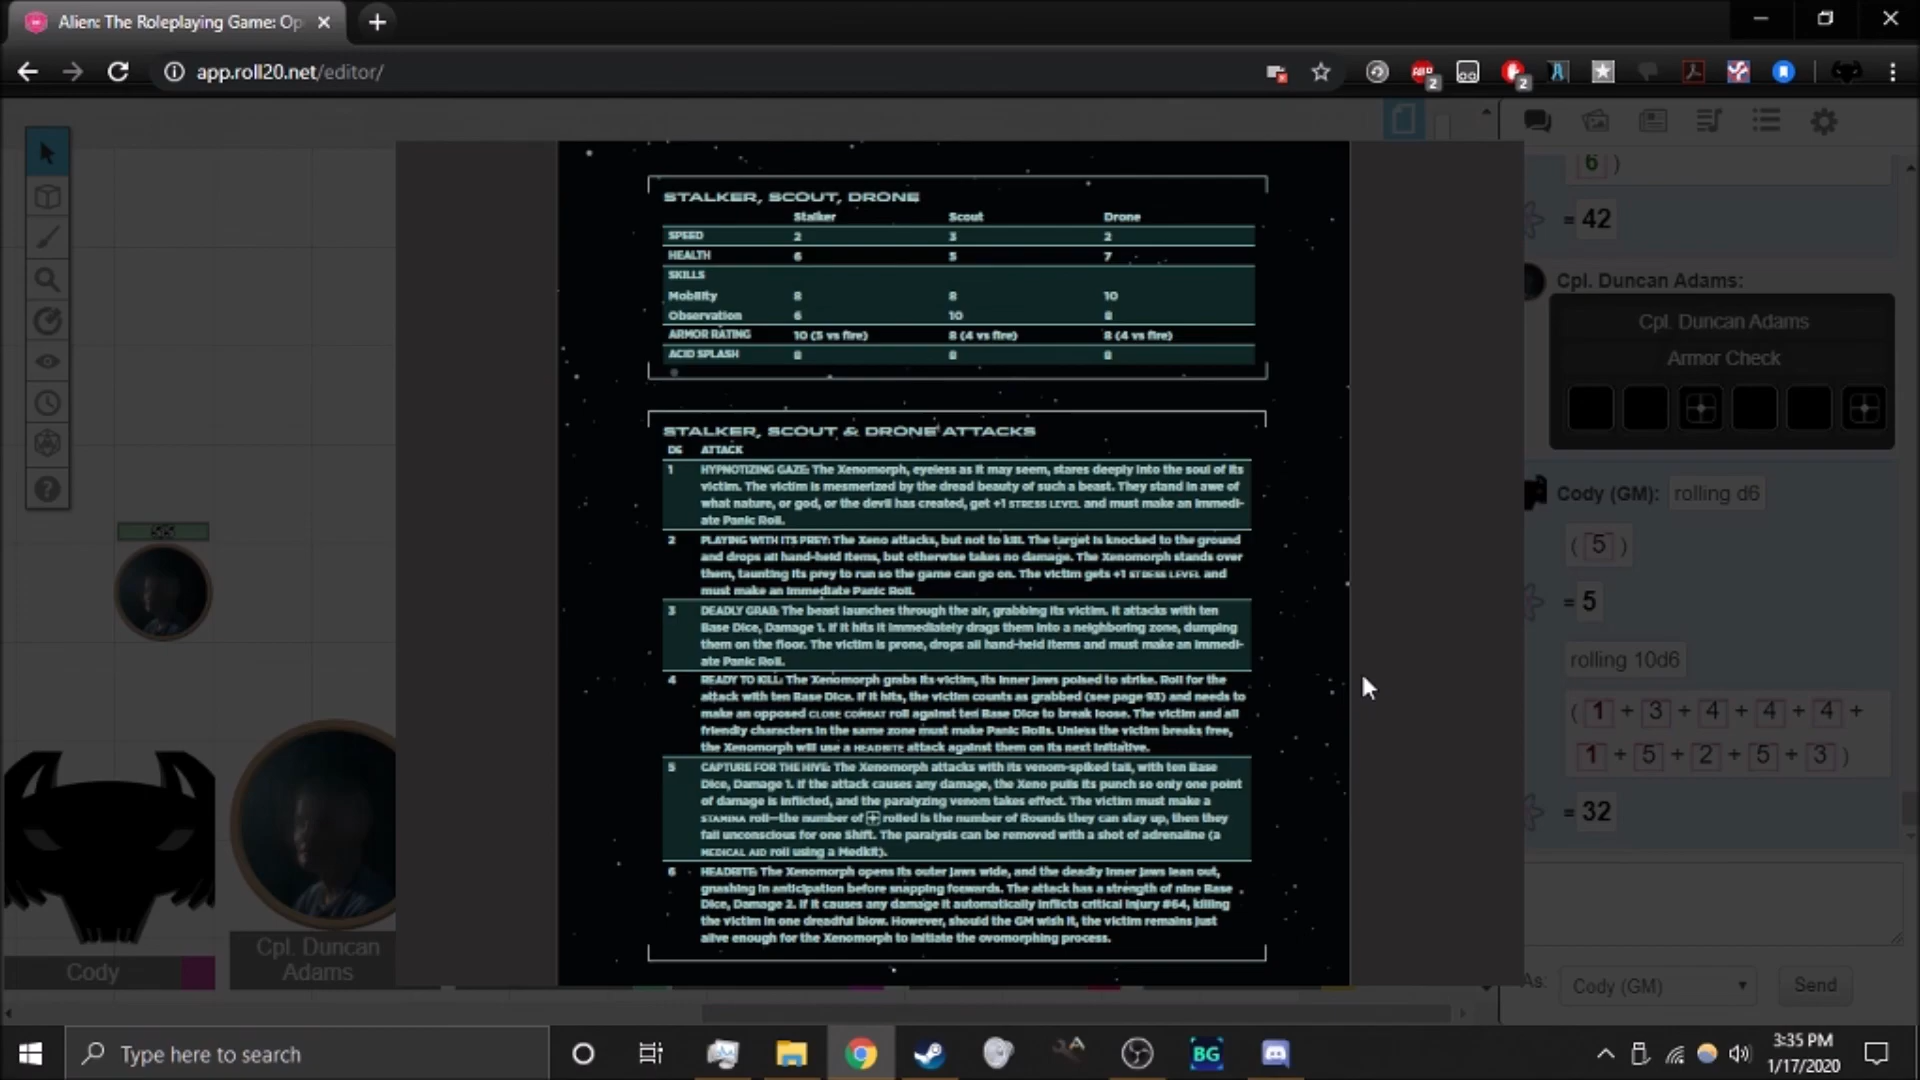 Alien: The Roleplaying Game: Op
app.roll20.net/editor/
STALKER, SCOUT, DRONE
Stalker Scout Drone
SPEED 2 3 2
HEALTH 6 5 7
SKILLS
Mobility 8 8 10
Observation 6 10 8
ARMOR RATING 10 (5 vs fire) 8 (4 vs fire) 8 (4 vs fire)
ACID SPLASH 8 8 8
STALKER, SCOUT & DRONE ATTACKS
D6 ATTACK
1 HYPNOTIZING GAZE: The Xenomorph, eyeless as it may seem, stares deeply into the soul of its
victim. The victim is mesmerized by the dread beauty of such a beast. They stand in awe of
what nature, or god, or the devil has created, get +1 STRESS LEVEL and must make an immedi-
ate Panic Roll.
2 PLAYING WITH ITS PREY: The Xeno attacks, but not to kill. The target is knocked to the ground
and drops all hand-held items, but otherwise takes no damage. The Xenomorph stands over
them, taunting its prey to run so the game can go on. The victim gets +1 STRESS LEVEL and
must make an immediate Panic Roll.
3 DEADLY GRAB: The beast launches through the air, grabbing its victim. It attacks with ten
Base Dice, Damage 1. If it hits it immediately drags them into a neighboring zone, dumping
them on the floor. The victim is prone, drops all hand-held items and must make an immedi-
ate Panic Roll.
4 READY TO KILL: The Xenomorph grabs its victim, its inner jaws poised to strike. Roll for the
attack with ten Base Dice. If it hits, the victim counts as grabbed (see page 93) and needs to
make an opposed CLOSE COMBAT roll against ten Base Dice to break loose. The victim and all
friendly characters in the same zone must make Panic Rolls. Unless the victim breaks free,
the Xenomorph will use a HEADBITE attack against them on its next initiative.
5 CAPTURE FOR THE HIVE: The Xenomorph attacks with its venom-spiked tail, with ten Base
Dice, Damage 1. If the attack causes any damage, the Xeno pulls its punch so only one point
of damage is inflicted, and the paralyzing venom takes effect. The victim must make a
STAMINA roll—the number of rolled is the number of Rounds they can stay up, then they
fall unconscious for one Shift. The paralysis can be removed with a shot of adrenaline (a
MEDICAL AID roll using a Medkit).
6 HEADBITE: The Xenomorph opens its outer jaws wide, and the deadly inner jaws lean out,
gnashing in anticipation before snapping forwards. The attack has a strength of nine Base
Dice, Damage 2. If it causes any damage it automatically inflicts critical injury #64, killing
the victim in one dreadful blow. However, should the GM wish it, the victim remains just
alive enough for the Xenomorph to initiate the ovomorphing process.
Cody
Cpl. Duncan
Adams
6 )
= 42
Cpl. Duncan Adams:
Cpl. Duncan Adams
Armor Check
Cody (GM): rolling d6
( 5 )
= 5
rolling 10d6
( 1 + 3 + 4 + 4 + 4 +
1 + 5 + 2 + 5 + 3 )
= 32
As: Cody (GM) Send
Type here to search
BG
3:35 PM
1/17/2020